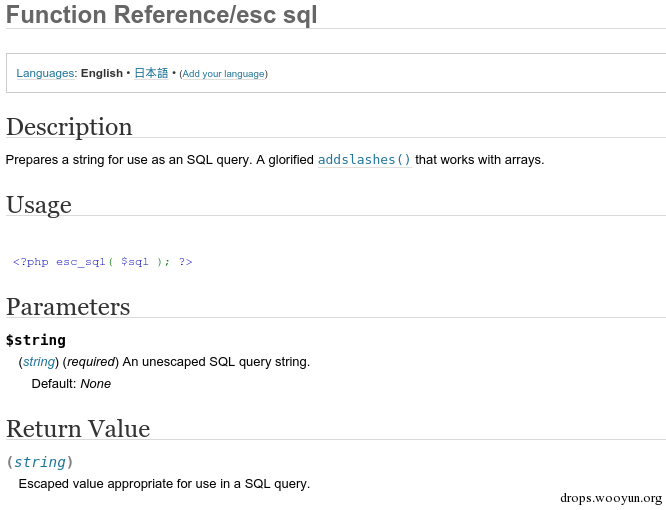 Function Reference/esc sql
Languages: English • 日本語 • (Add your language)
Description
Prepares a string for use as an SQL query. A glorified addslashes() that works with arrays.
Usage
<?php esc_sql( $sql ); ?>
Parameters
$string
(string) (required) An unescaped SQL query string.
Default: None
Return Value
(string)
Escaped value appropriate for use in a SQL query.
drops.wooyun.org